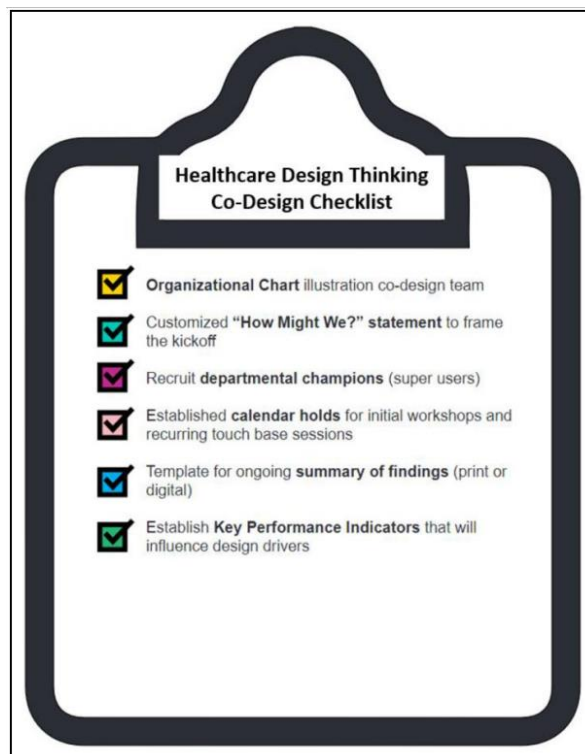 Healthcare Design Thinking
Co-Design Checklist
Organizational Chart illustration co-design team
Customized “How Might We?” statement to frame
the kickoff
Recruit departmental champions (super users)
Established calendar holds for initial workshops and
recurring touch base sessions
Template for ongoing summary of findings (print or
digital)
Establish Key Performance Indicators that will
influence design drivers